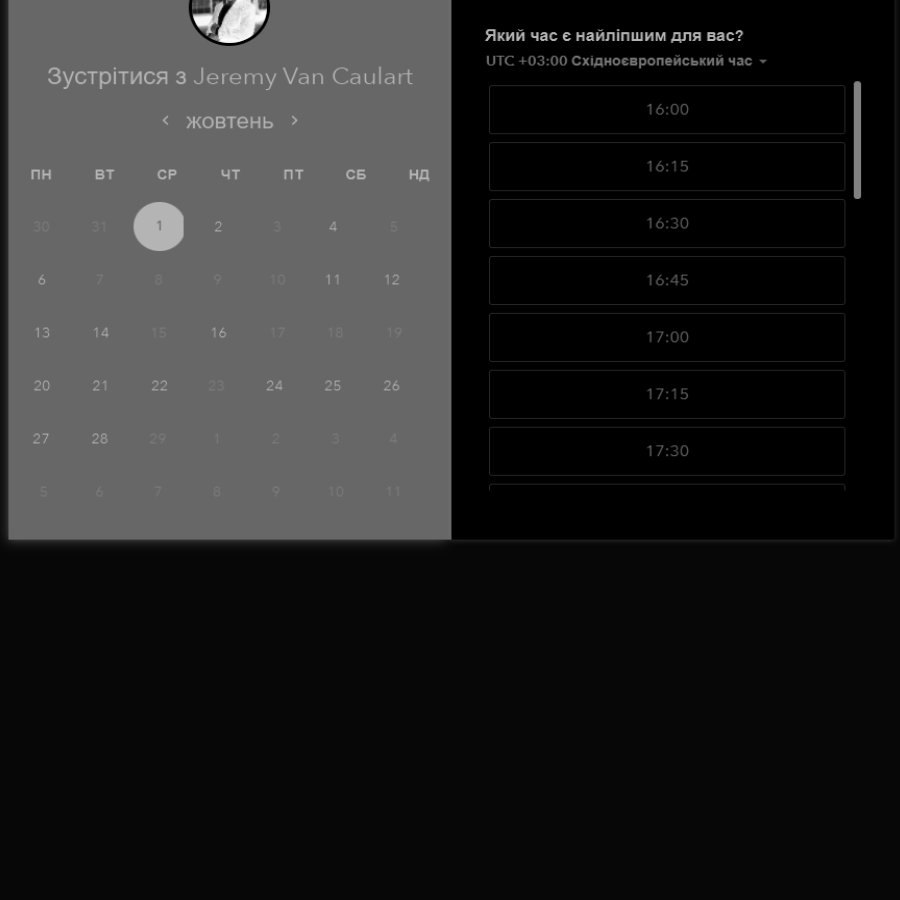 Зустрітися з Jeremy Van Caulart
жовтень
ПН ВТ СР ЧТ ПТ СБ НД
30 31 1 2 3 4 5
6 7 8 9 10 11 12
13 14 15 16 17 18 19
20 21 22 23 24 25 26
27 28 29 1 2 3 4
5 6 7 8 9 10 11
Який час є найліпшим для вас?
UTC +03:00 Східноєвропейський час
16:00
16:15
16:30
16:45
17:00
17:15
17:30